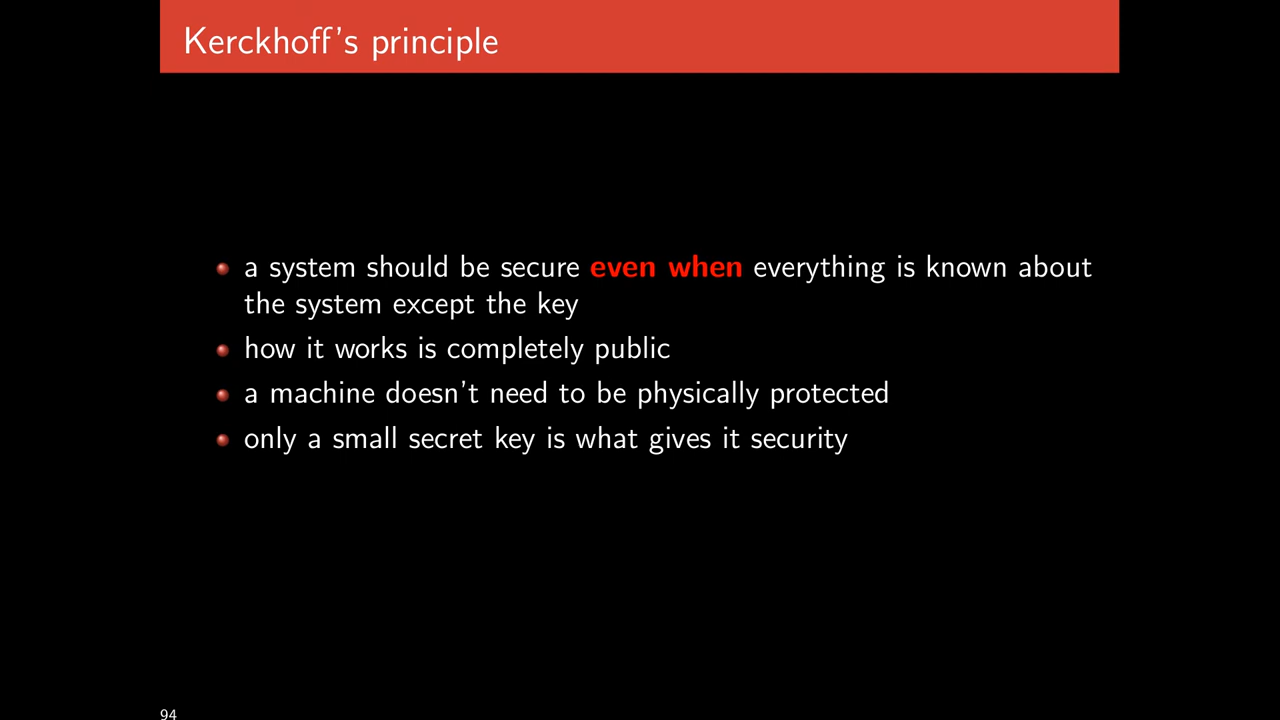 Kerckhoff's principle
a system should be secure even when everything is known about
the system except the key
how it works is completely public
a machine doesn't need to be physically protected
only a small secret key is what gives it security
94